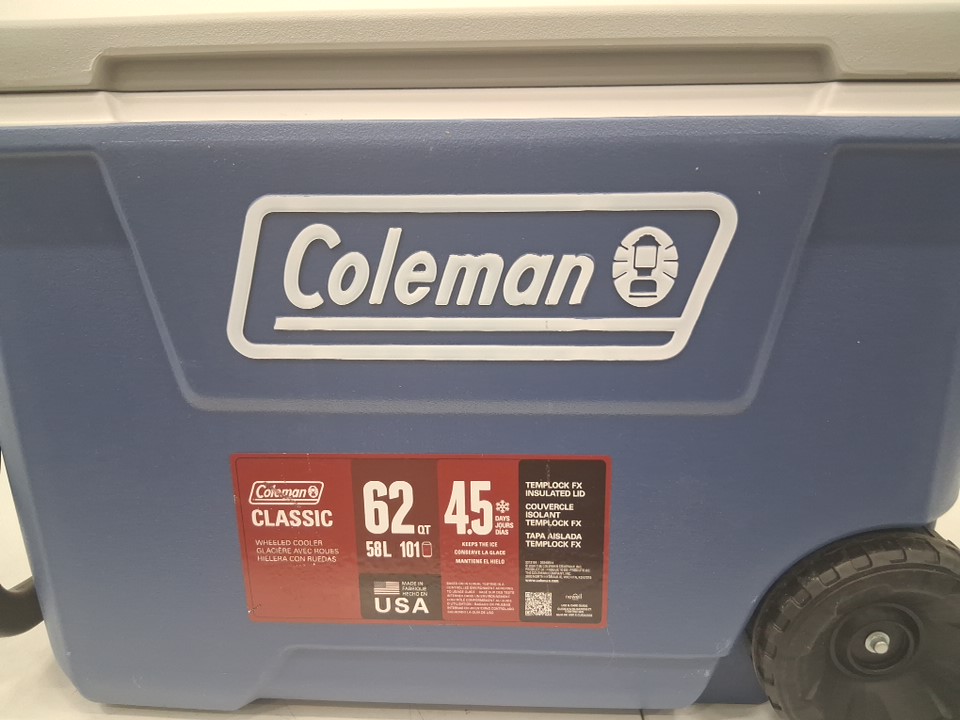 Coleman
Coleman
CLASSIC
WHEELED COOLER
GLACIÈRE AVEC ROUES
HIELERA CON RUEDAS
62 QT
58L 101
MADE IN
FABRIQUÉ
HECHO EN
USA
4.5 DAYS
JOURS
DÍAS
KEEPS THE ICE
CONSERVE LA GLACE
MANTIENE EL HIELO
TEMPLOCK FX
INSULATED LID
COUVERCLE
ISOLANT
TEMPLOCK FX
TAPA AISLADA
TEMPLOCK FX
newell